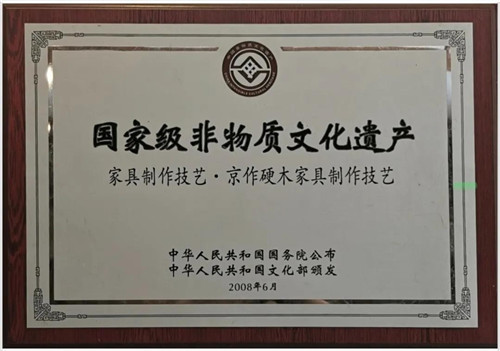 国家级非物质文化遗产
家具制作技艺·京作硬木家具制作技艺
中华人民共和国国务院公布
中华人民共和国文化部颁发
2008年6月